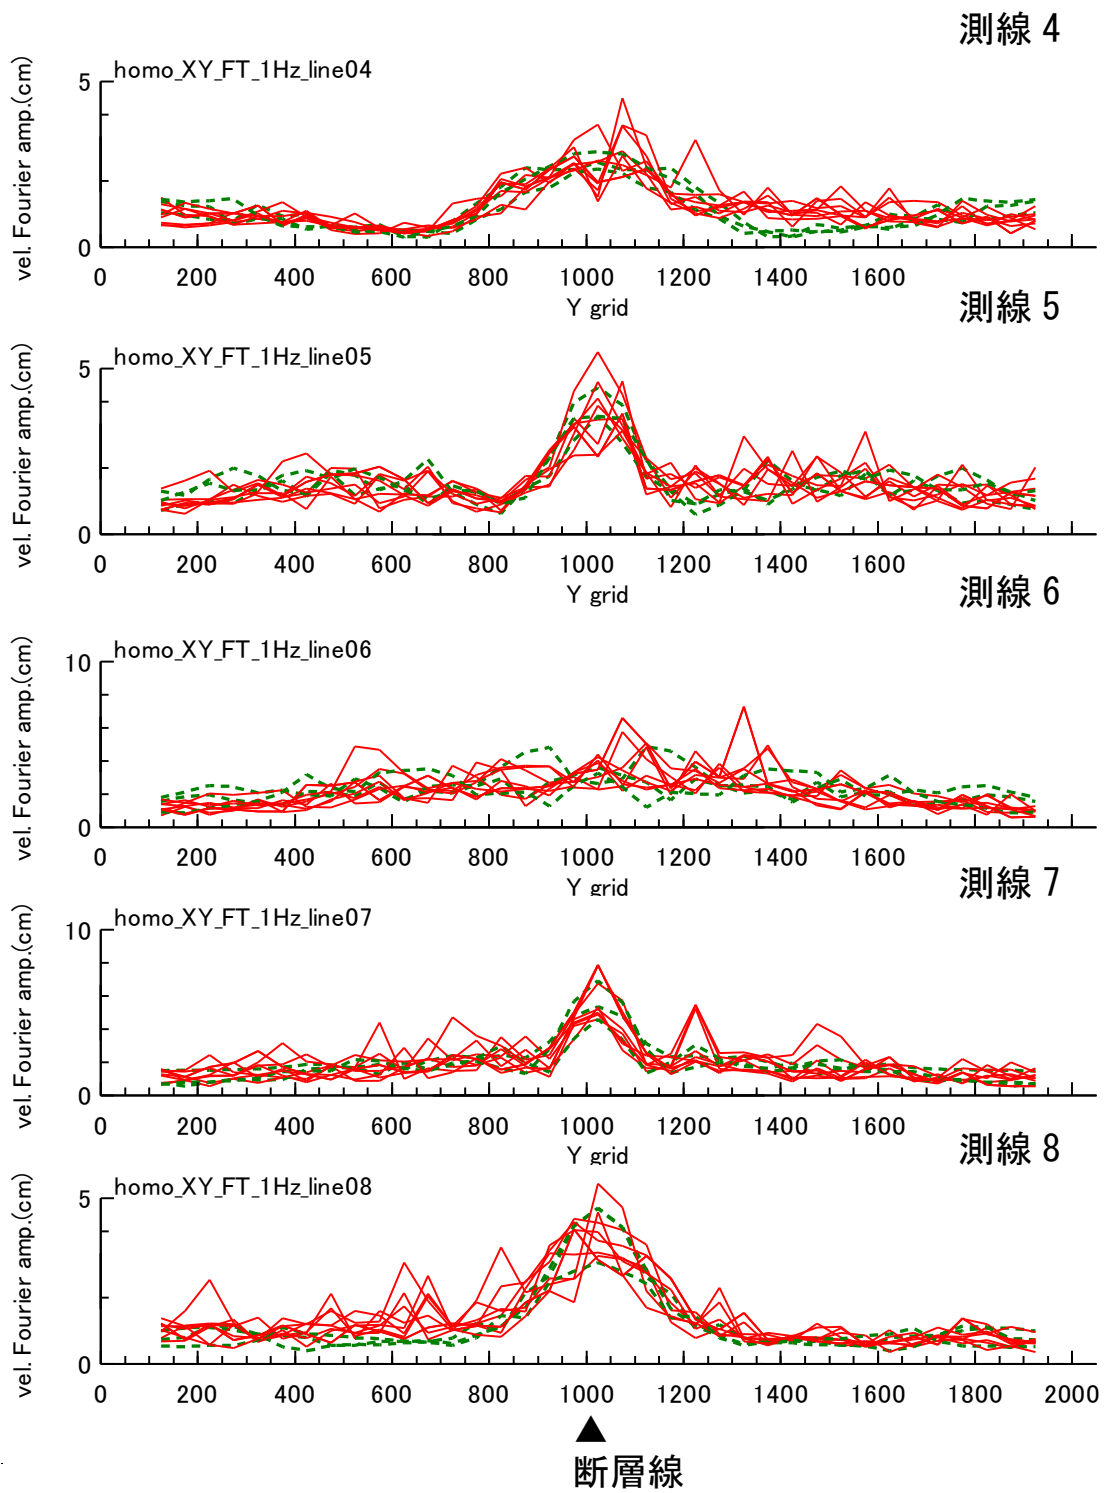 測線 4
homo_XY_FT_1Hz_line04
vel. Fourier amp.(cm)
5
0
0 200 400 600 800 1000 1200 1400 1600
Y grid
測線 5
homo_XY_FT_1Hz_line05
vel. Fourier amp.(cm)
5
0
0 200 400 600 800 1000 1200 1400 1600
Y grid
測線 6
homo_XY_FT_1Hz_line06
vel. Fourier amp.(cm)
10
0
0 200 400 600 800 1000 1200 1400 1600
Y grid
測線 7
homo_XY_FT_1Hz_line07
vel. Fourier amp.(cm)
10
0
0 200 400 600 800 1000 1200 1400 1600
Y grid
測線 8
homo_XY_FT_1Hz_line08
vel. Fourier amp.(cm)
5
0
0 200 400 600 800 1000 1200 1400 1600 1800 2000
▲
断層線